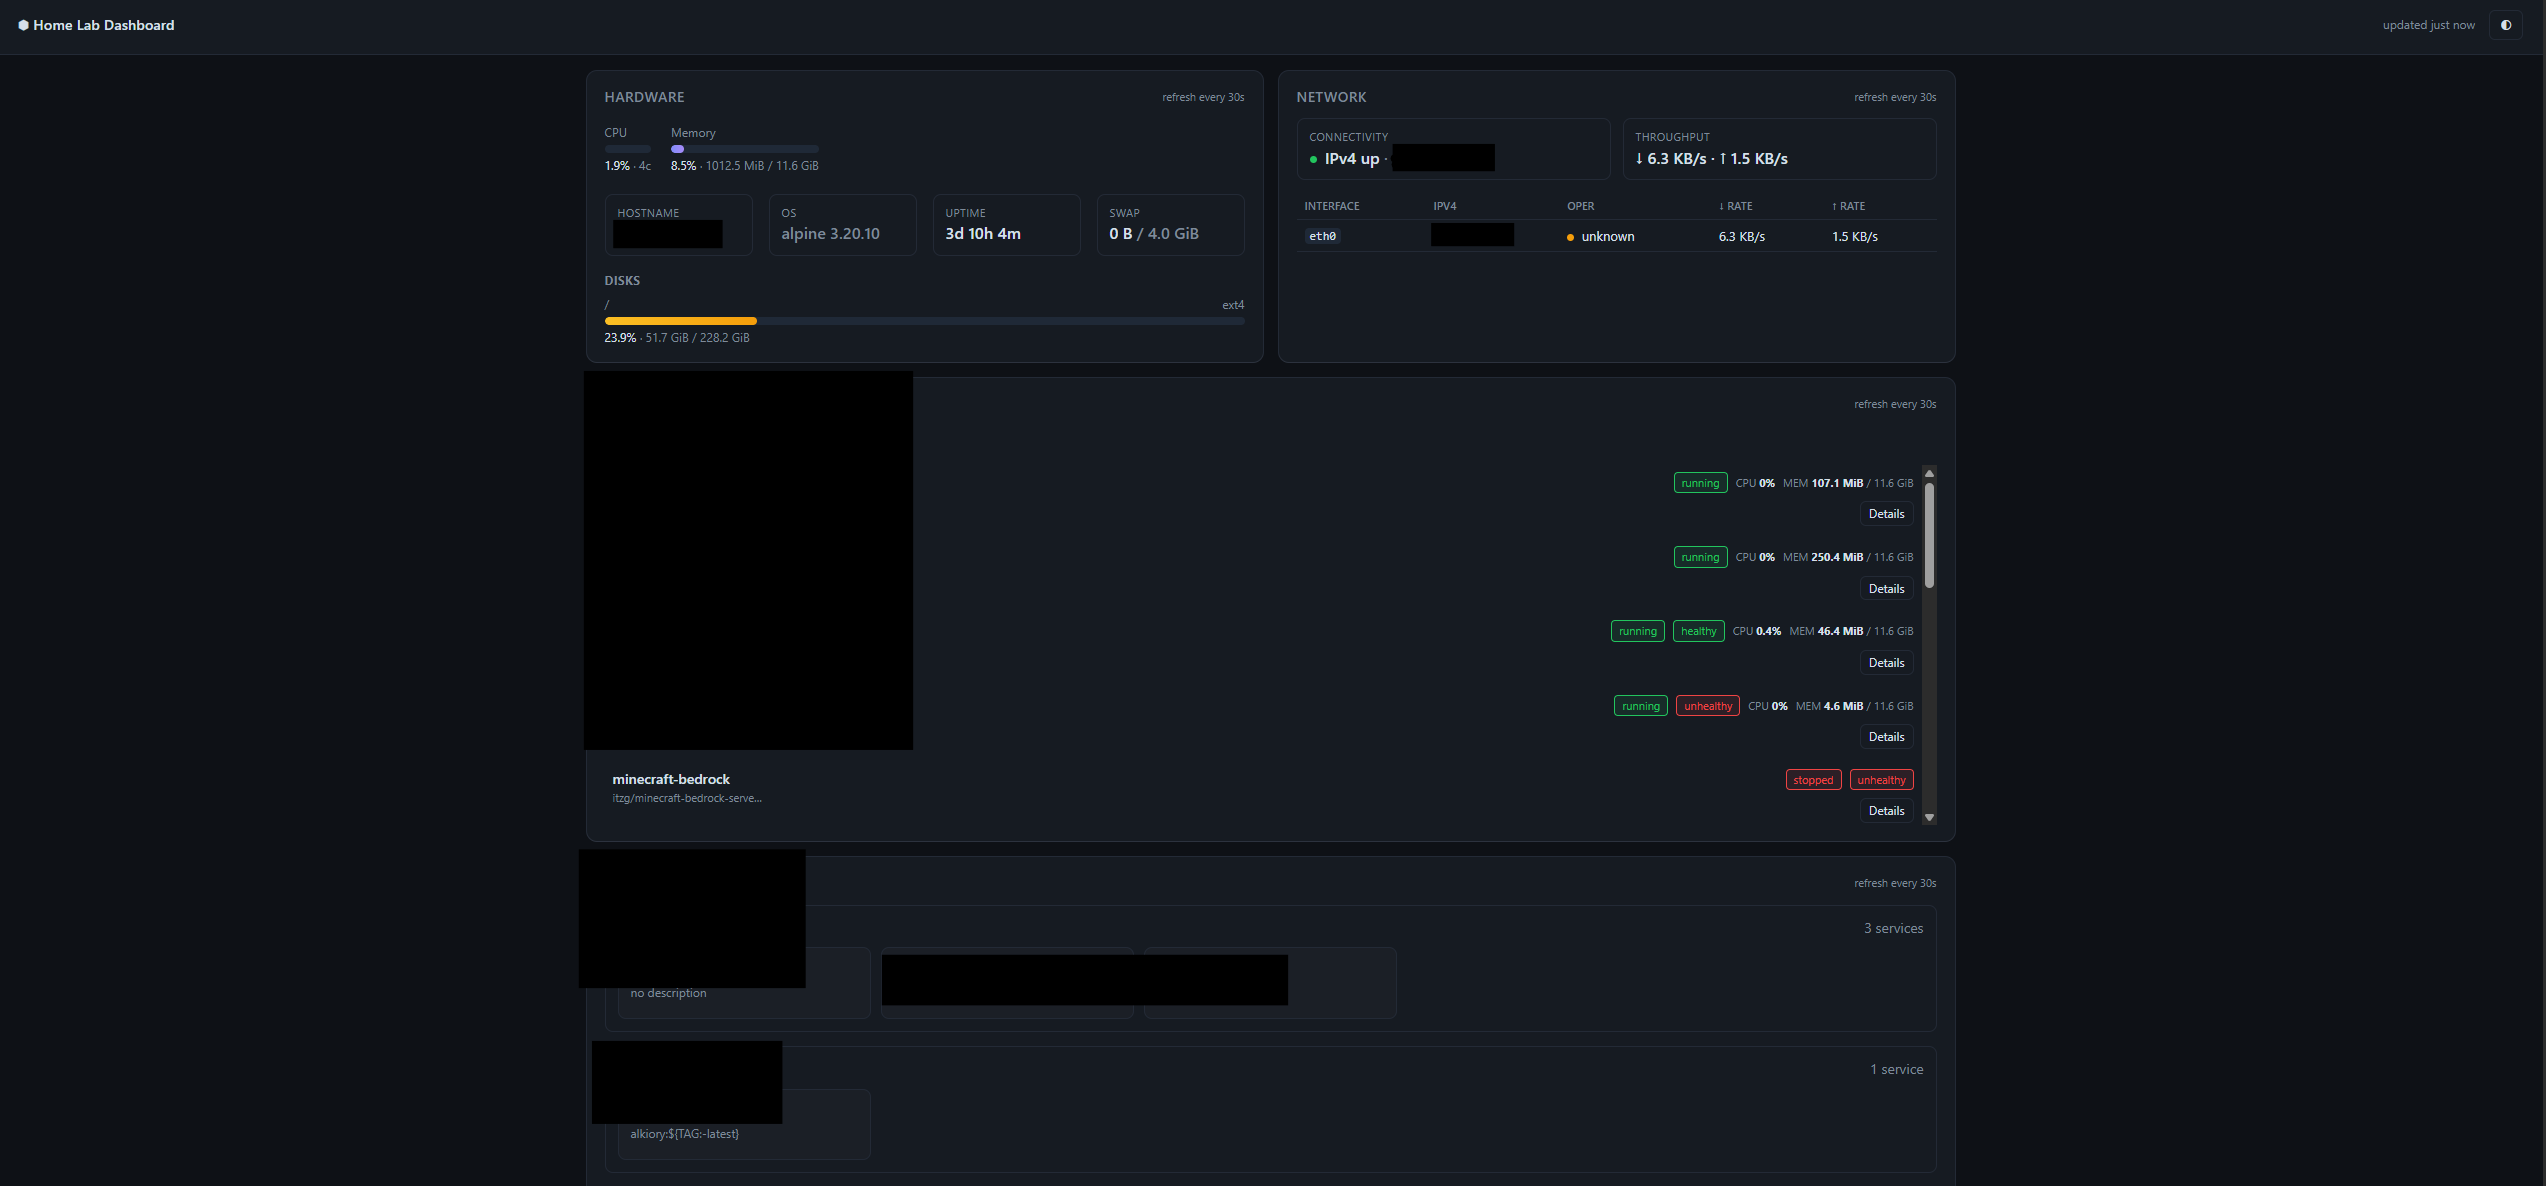 Home Lab Dashboard
updated just now
HARDWARE
refresh every 30s
CPU
Memory
1.9% · 4c
8.5% · 1012.5 MiB / 11.6 GiB
HOSTNAME
OS
alpine 3.20.10
UPTIME
3d 10h 4m
SWAP
0 B / 4.0 GiB
DISKS
/
ext4
23.9% · 51.7 GiB / 228.2 GiB
NETWORK
refresh every 30s
CONNECTIVITY
IPv4 up ·
THROUGHPUT
↓ 6.3 KB/s · ↑ 1.5 KB/s
INTERFACE IPV4 OPER ↓ RATE ↑ RATE
eth0 unknown 6.3 KB/s 1.5 KB/s
refresh every 30s
running CPU 0% MEM 107.1 MiB / 11.6 GiB
Details
running CPU 0% MEM 250.4 MiB / 11.6 GiB
Details
running healthy CPU 0.4% MEM 46.4 MiB / 11.6 GiB
Details
running unhealthy CPU 0% MEM 4.6 MiB / 11.6 GiB
Details
minecraft-bedrock
itzg/minecraft-bedrock-serve...
stopped unhealthy
Details
refresh every 30s
3 services
no description
1 service
alkiory:${TAG:-latest}